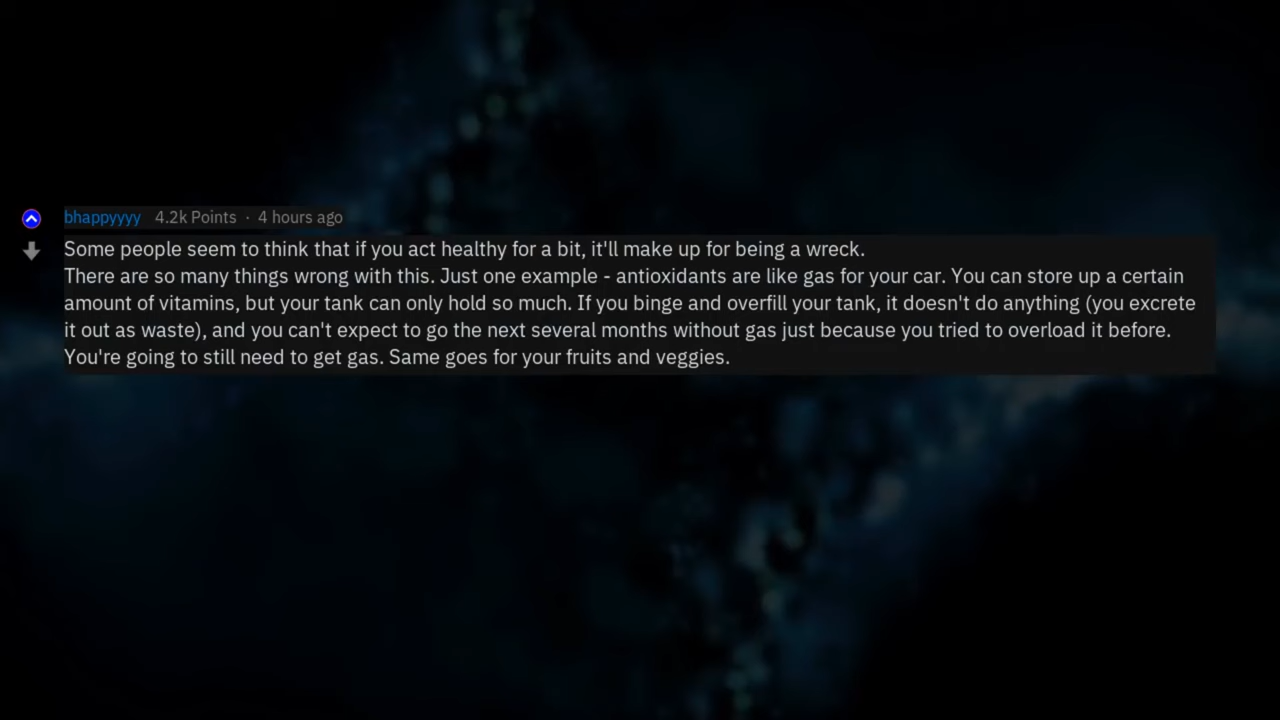 bhappyyyy 4.2k Points · 4 hours ago
Some people seem to think that if you act healthy for a bit, it'll make up for being a wreck.
There are so many things wrong with this. Just one example - antioxidants are like gas for your car. You can store up a certain
amount of vitamins, but your tank can only hold so much. If you binge and overfill your tank, it doesn't do anything (you excrete
it out as waste), and you can't expect to go the next several months without gas just because you tried to overload it before.
You're going to still need to get gas. Same goes for your fruits and veggies.